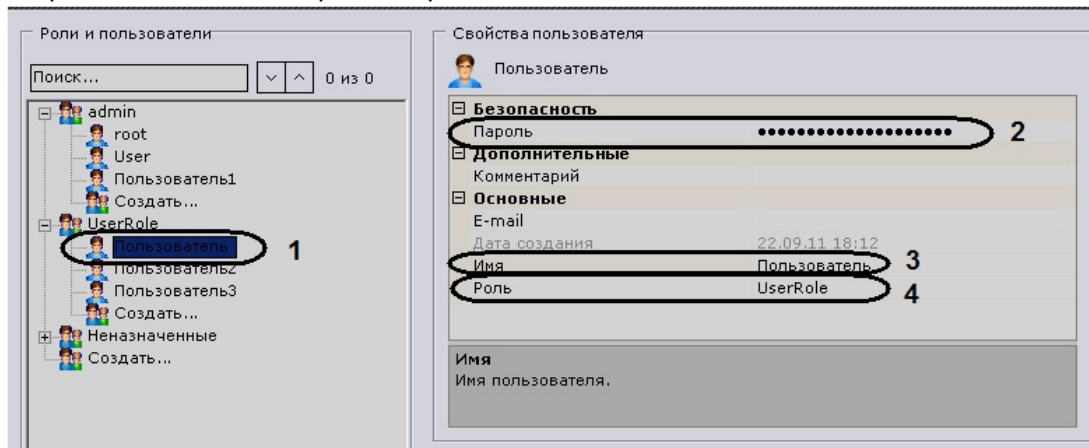 Роли и пользователи
Поиск...
0 из 0
admin
root
User
Пользователь1
Создать...
UserRole
Пользователь
1
Пользователь2
Пользователь3
Создать...
Неназначенные
Создать...
Свойства пользователя
Пользователь
Безопасность
Пароль ●●●●●●●●●●●●●●●●●●●● 2
Дополнительные
Комментарий
Основные
E-mail
Дата создания 22.09.11 18:12
Имя Пользователь 3
Роль UserRole 4
Имя
Имя пользователя.